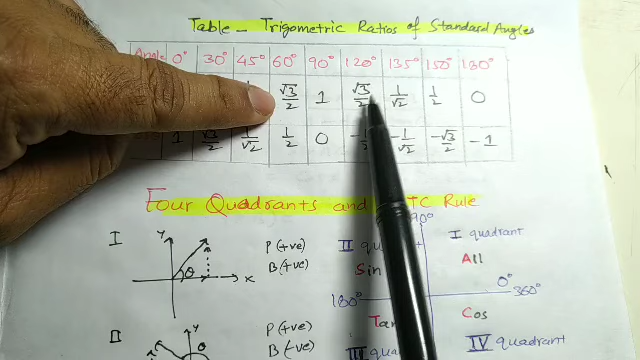 Table - Trigometric Ratios of Standard Angles
Angle 0° 30° 45° 60° 90° 120° 135° 150° 180°
√3/2 1 √3/2 1/√2 1/2 0
1 √3/2 1/√2 1/2 0 -1/√2 -√3/2 -1
Four Quadrants and TC Rule
90°
I Y P (+ve) II I quadrant
θ B (+ve) Sin All
X 0°
180° 360°
Tan Cos
II Y P (+ve) III quadrant IV quadrant
θ B (-ve)